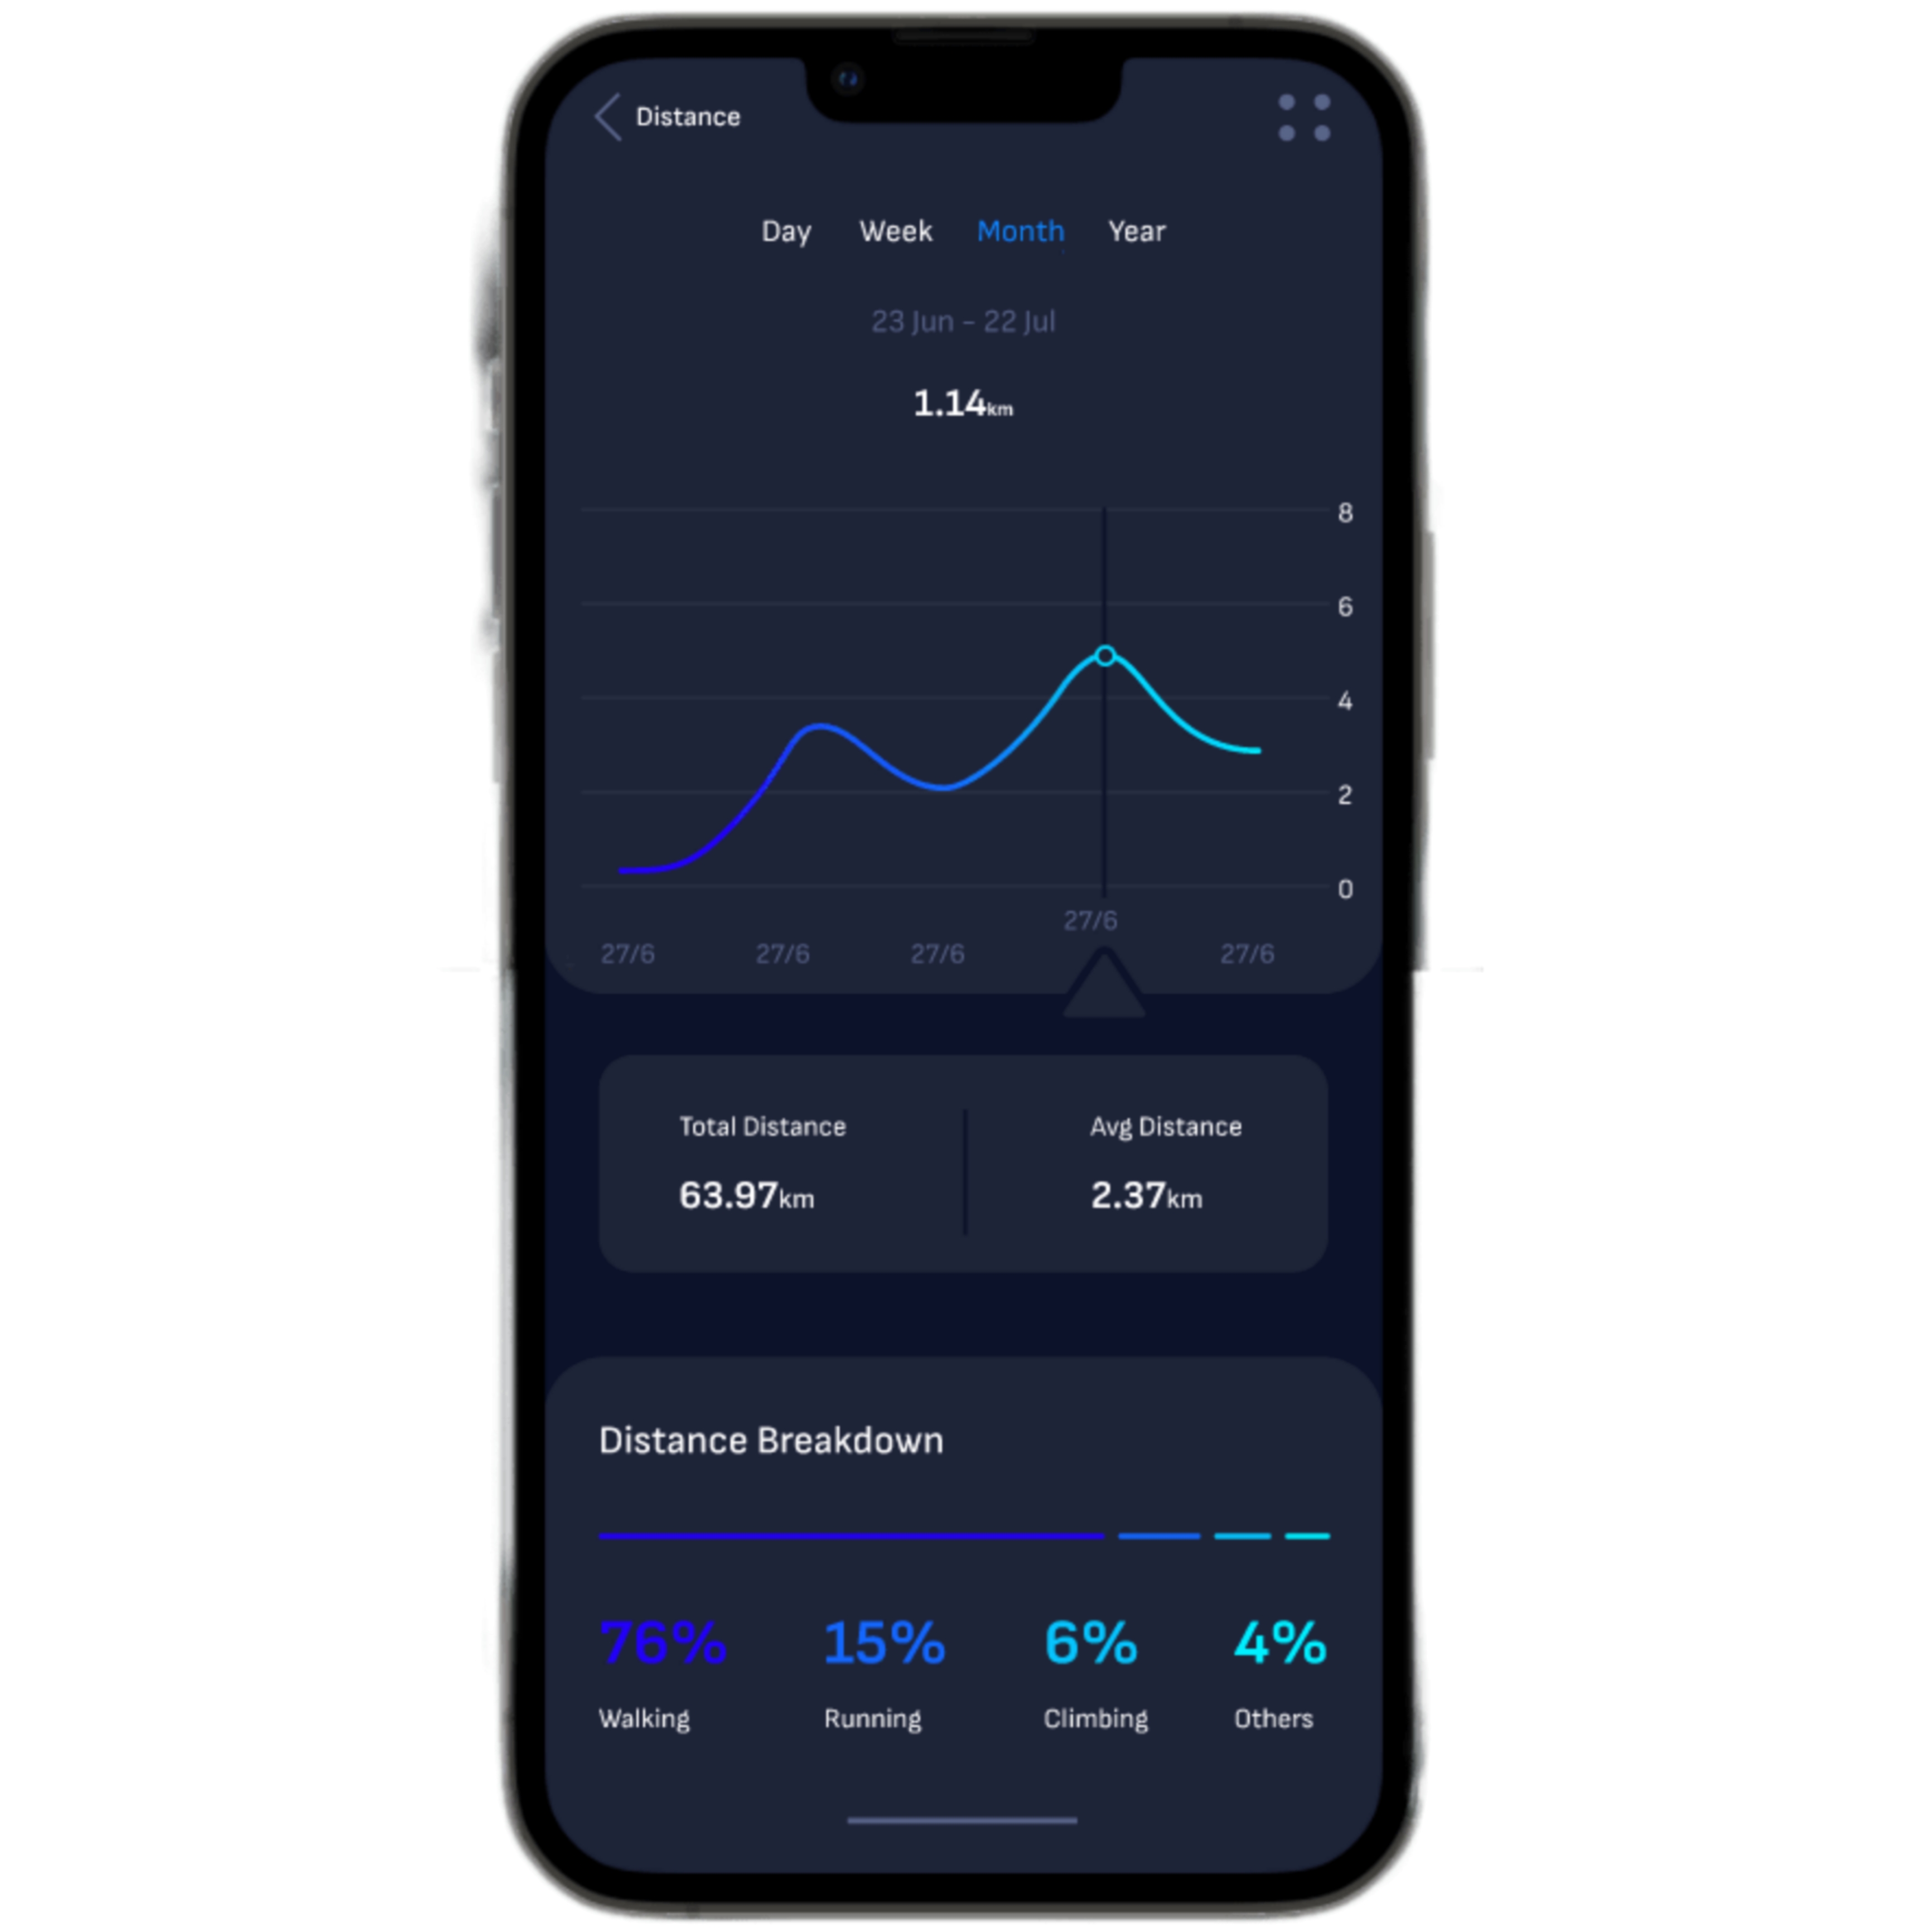 Distance
Day Week Month Year
23 Jun - 22 Jul
1.14km
8
6
4
2
0
27/6 27/6 27/6 27/6 27/6
Total Distance Avg Distance
63.97km 2.37km
Distance Breakdown
76% 15% 6% 4%
Walking Running Climbing Others